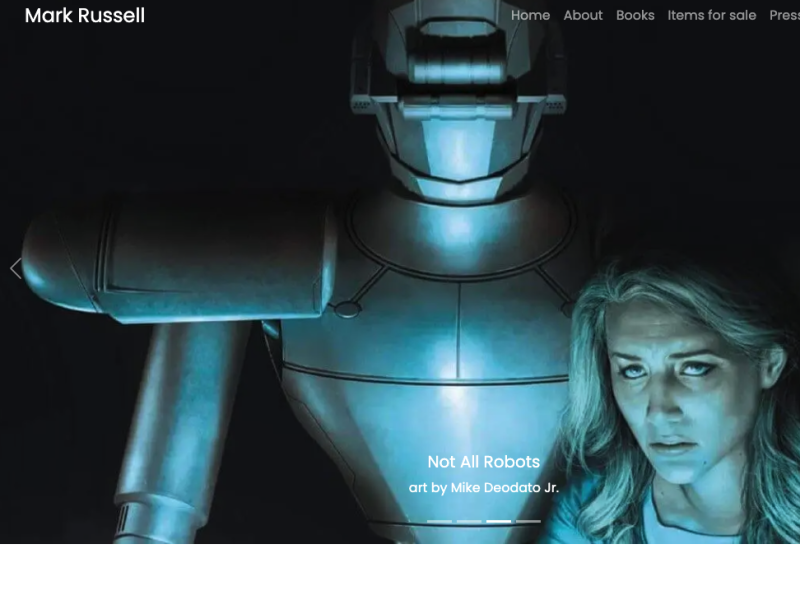 Mark Russell
Home About Books Items for sale Press
Not All Robots
art by Mike Deodato Jr.